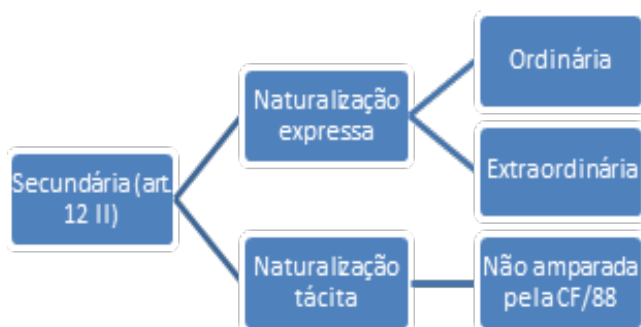 Secundária (art.
12 II)
Naturalização
expressa
Ordinária
Extraordinária
Naturalização
tácita
Não amparada
pela CF/88